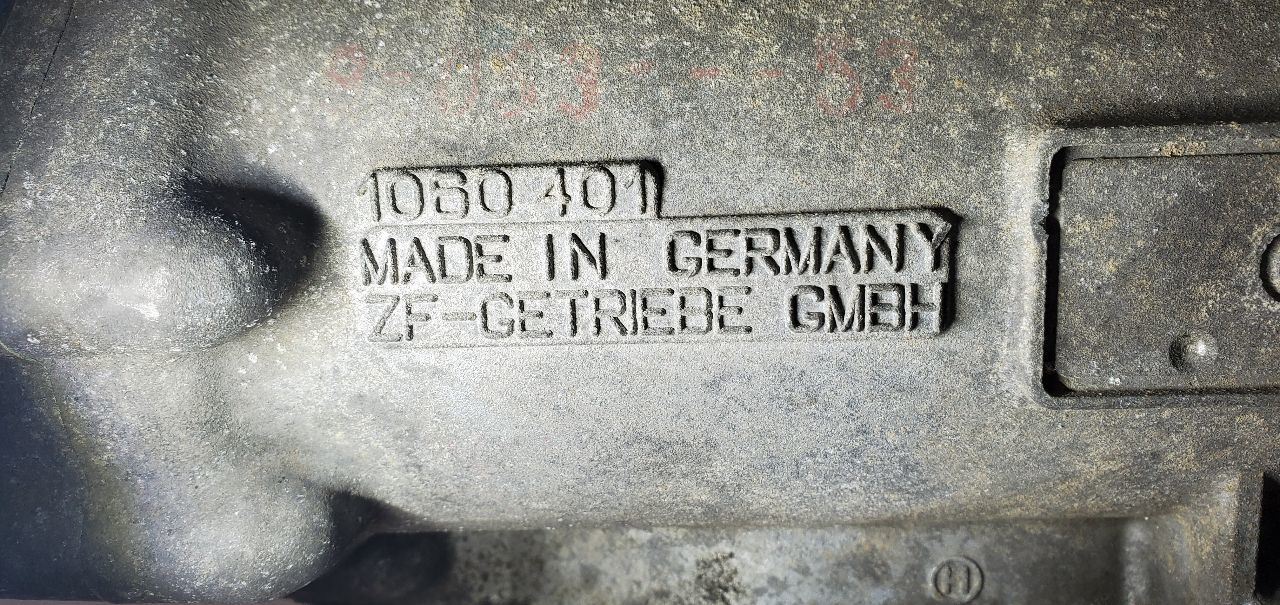 1060 401
MADE IN GERMANY
ZF-GETRIEBE GMBH
H